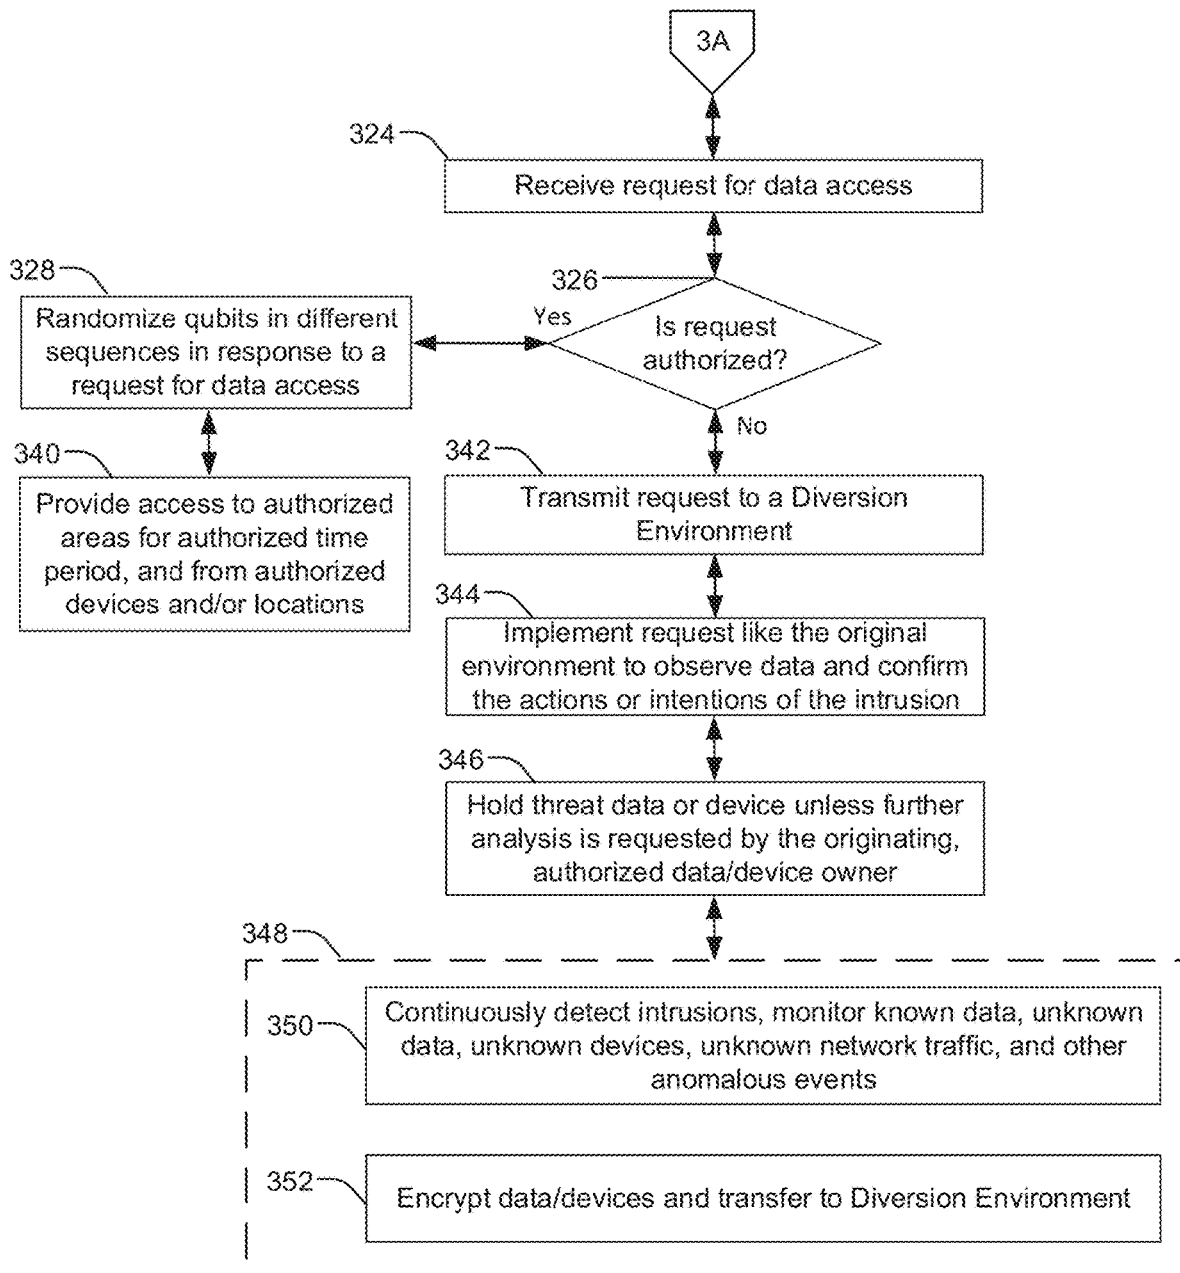 3A
324
Receive request for data access
326
Is request
authorized?
Yes
No
328
Randomize qubits in different
sequences in response to a
request for data access
340
Provide access to authorized
areas for authorized time
period, and from authorized
devices and/or locations
342
Transmit request to a Diversion
Environment
344
Implement request like the original
environment to observe data and confirm
the actions or intentions of the intrusion
346
Hold threat data or device unless further
analysis is requested by the originating,
authorized data/device owner
348
350
Continuously detect intrusions, monitor known data, unknown
data, unknown devices, unknown network traffic, and other
anomalous events
352
Encrypt data/devices and transfer to Diversion Environment